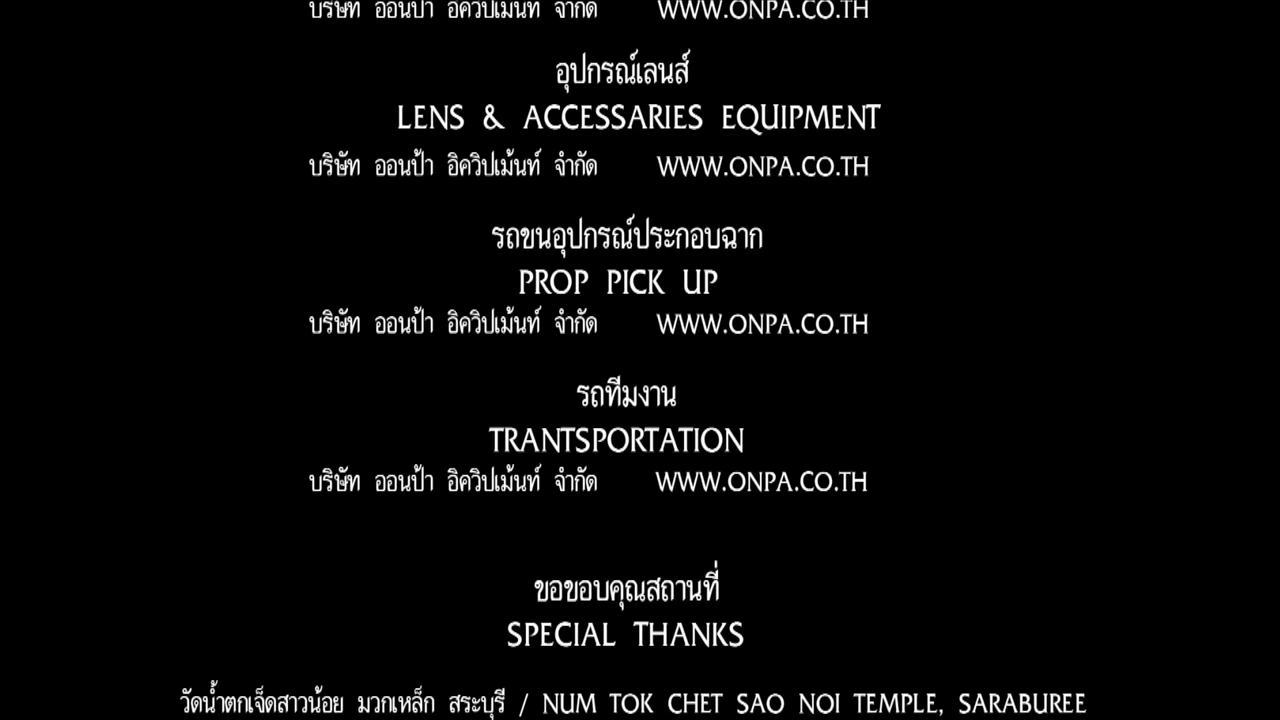 บริษัท ออนป้า อิควิปเม้นท์ จำกัด WWW.ONPA.CO.TH
อุปกรณ์เลนส์
LENS & ACCESSARIES EQUIPMENT
บริษัท ออนป้า อิควิปเม้นท์ จำกัด WWW.ONPA.CO.TH
รถขนอุปกรณ์ประกอบฉาก
PROP PICK UP
บริษัท ออนป้า อิควิปเม้นท์ จำกัด WWW.ONPA.CO.TH
รถทีมงาน
TRANTSPORTATION
บริษัท ออนป้า อิควิปเม้นท์ จำกัด WWW.ONPA.CO.TH
ขอขอบคุณสถานที่
SPECIAL THANKS
วัดน้ำตกเจ็ดสาวน้อย มวกเหล็ก สระบุรี / NUM TOK CHET SAO NOI TEMPLE, SARABUREE